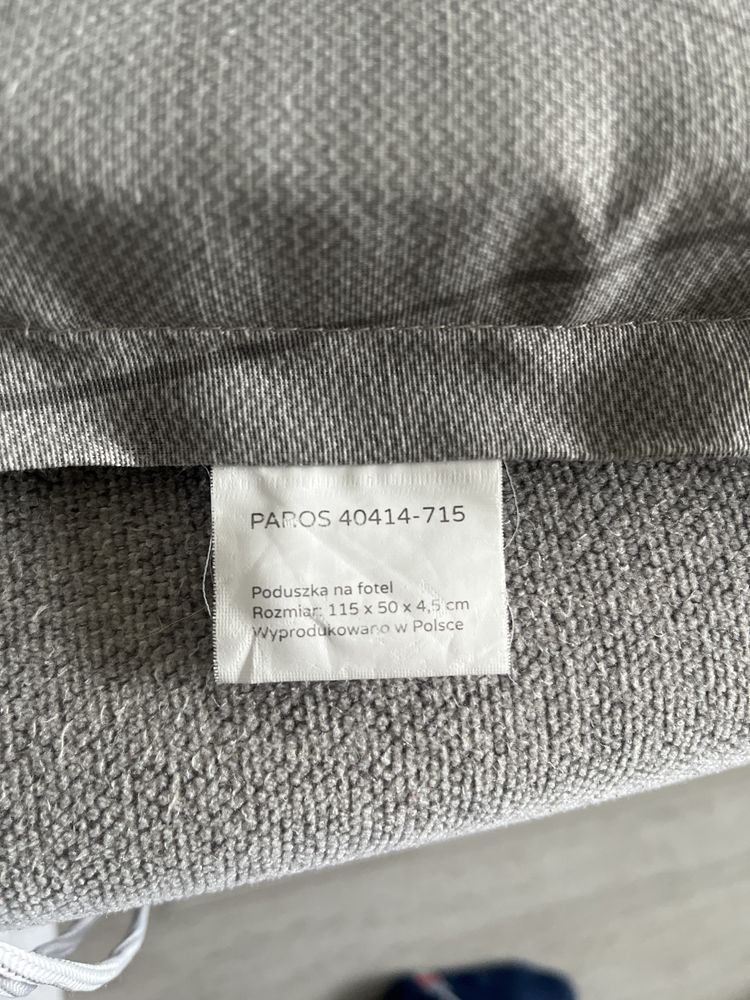 PAROS 40414-715
Poduszka na fotel
Rozmiar: 115 x 50 x 4,5 cm
Wyprodukowano w Polsce